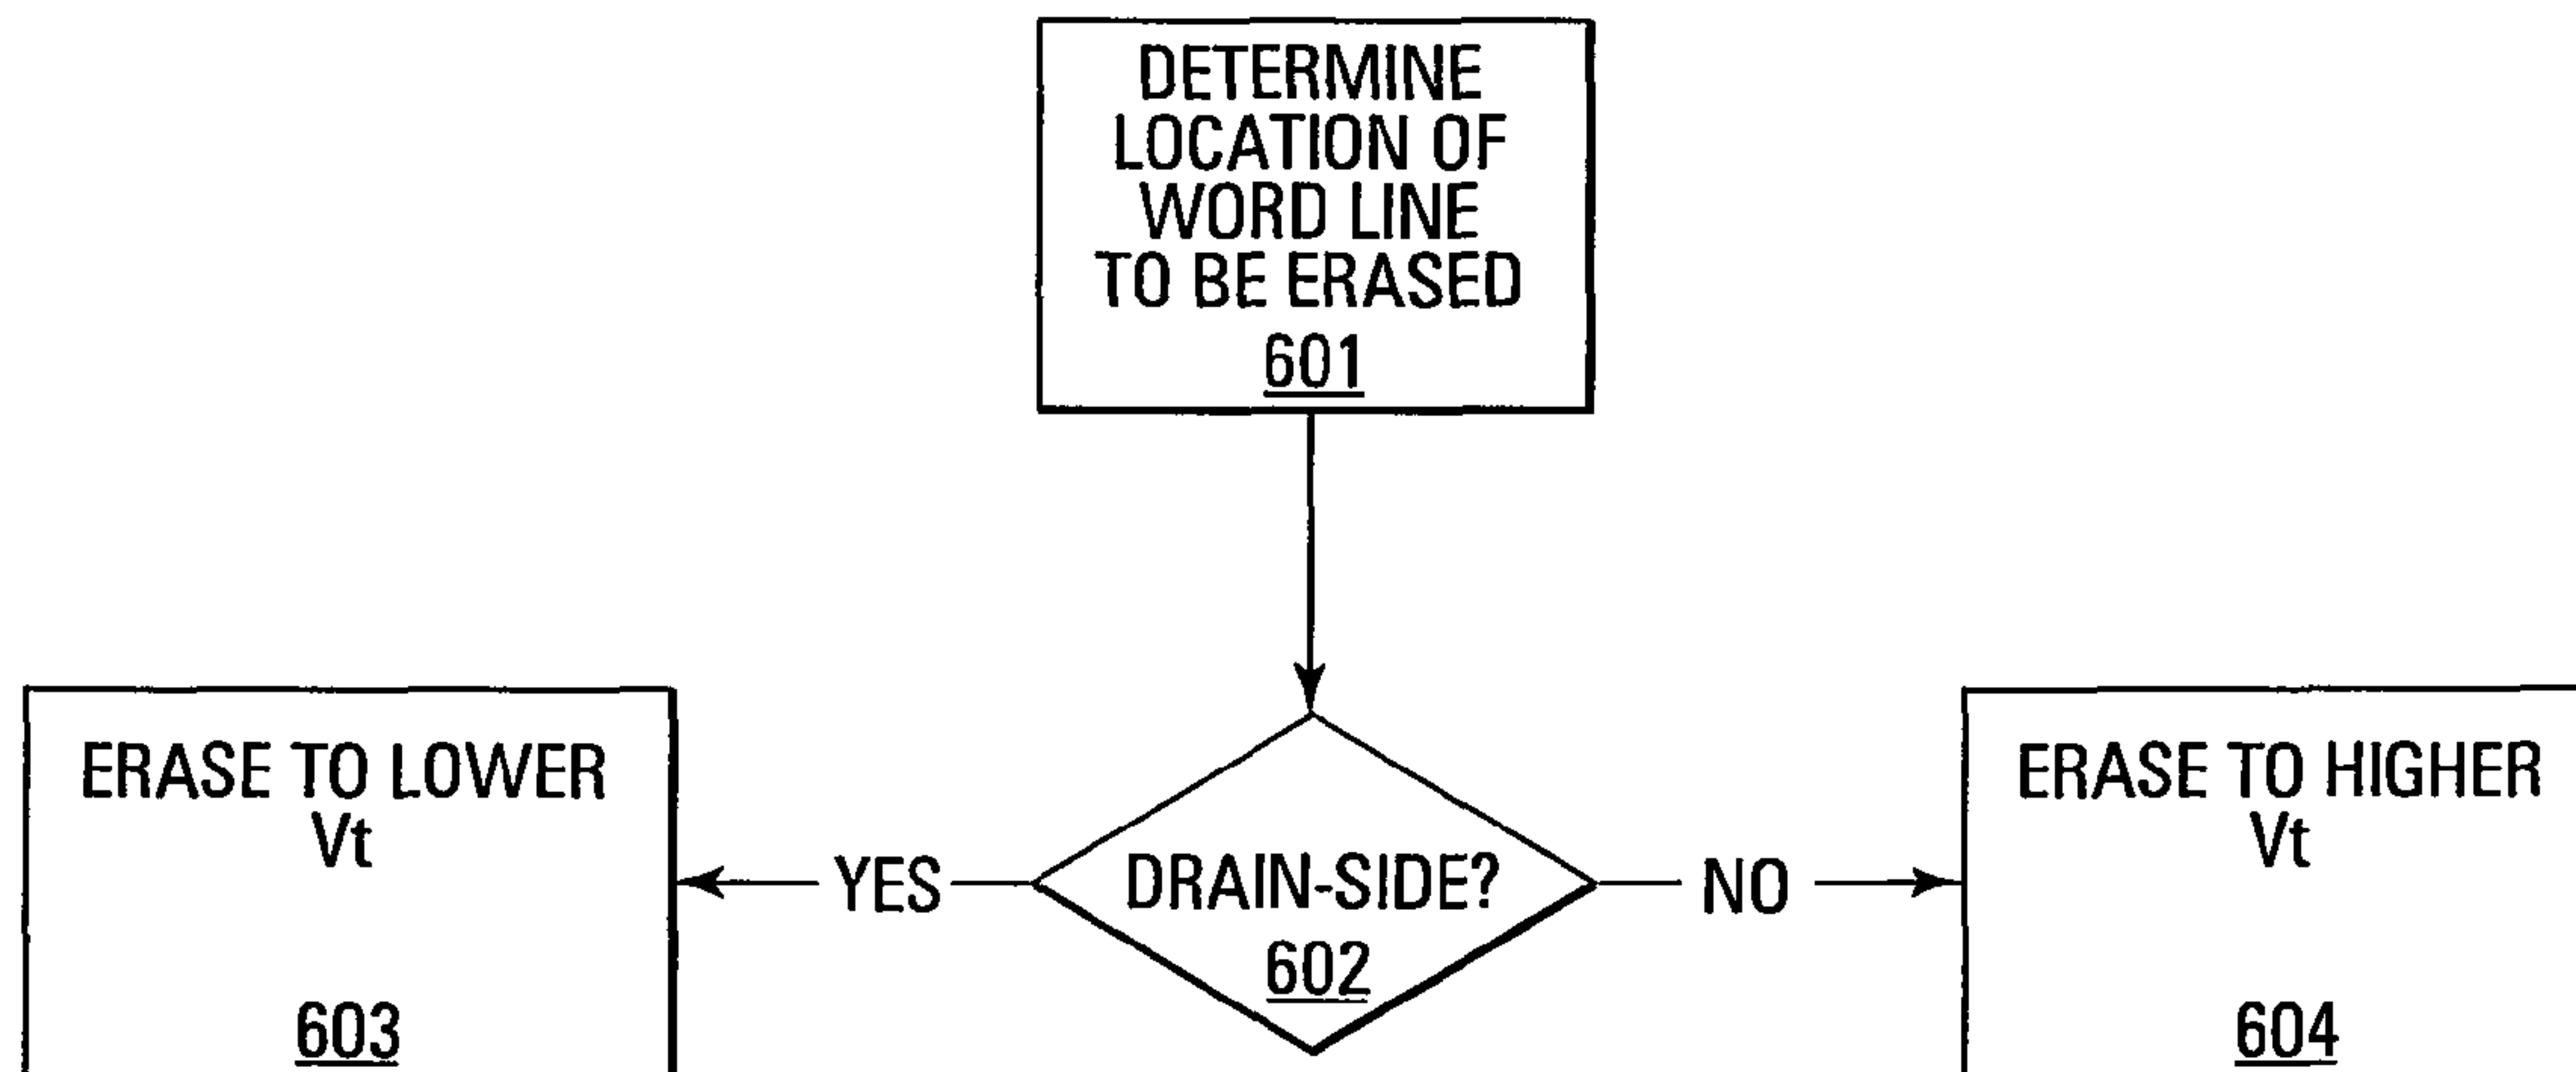 DETERMINE
LOCATION OF
WORD LINE
TO BE ERASED
601
ERASE TO LOWER
Vt
603
YES
DRAIN-SIDE?
602
NO
ERASE TO HIGHER
Vt
604